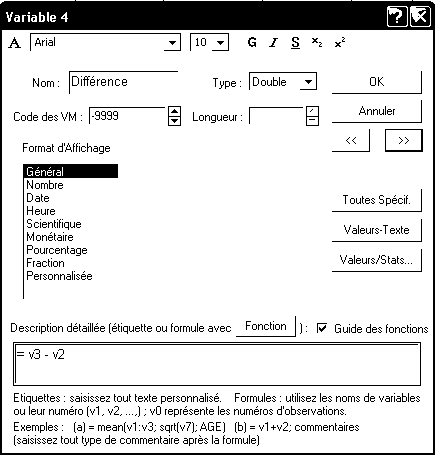 Variable 4
A Arial 10 G I S x₂ x²
Nom : Différence Type : Double OK
Code des VM : -9999 Longueur : Annuler
<< >>
Format d'Affichage
Général
Nombre
Date
Heure
Scientifique
Monétaire
Pourcentage
Fraction
Personnalisée
Toutes Spécif.
Valeurs-Texte
Valeurs/Stats...
Description détaillée (étiquette ou formule avec Fonction ) : Guide des fonctions
= v3 - v2
Etiquettes : saisissez tout texte personnalisé. Formules : utilisez les noms de variables
ou leur numéro (v1, v2, ...,) ; v0 représente les numéros d'observations.
Exemples : (a) = mean(v1:v3; sqrt(v7); AGE) (b) = v1+v2; commentaires
(saisissez tout type de commentaire après la formule)